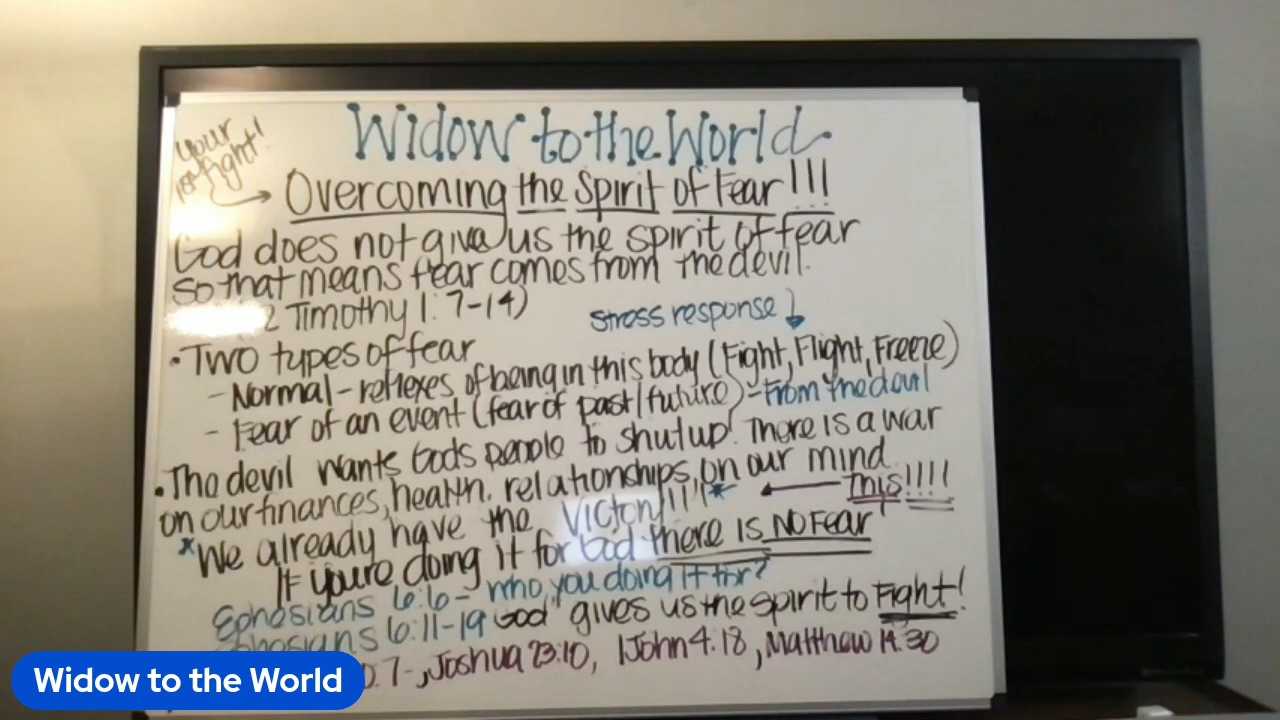 Widow to the World
your 1st fight!
Overcoming the Spirit of Fear!!!
God does not give us the spirit of fear
so that means fear comes from the devil.
2 Timothy 1:7-14)
stress response
• Two types of fear
- Normal - reflexes of being in this body (Fight, Flight, Freeze)
- Fear of an event (fear of past/future) - from the devil
• The devil wants Gods people to shut up. There is a war
on our finances, health, relationships, on our mind
* We already have the Victory!!!!* This!!!!
If youre doing it for God there is NO Fear
Ephesians 6:6 - who you doing it for?
Ephesians 6:11-19 God gives us the spirit to Fight!
7-, Joshua 23:10, 1 John 4:18, Matthew 14:30
Widow to the World